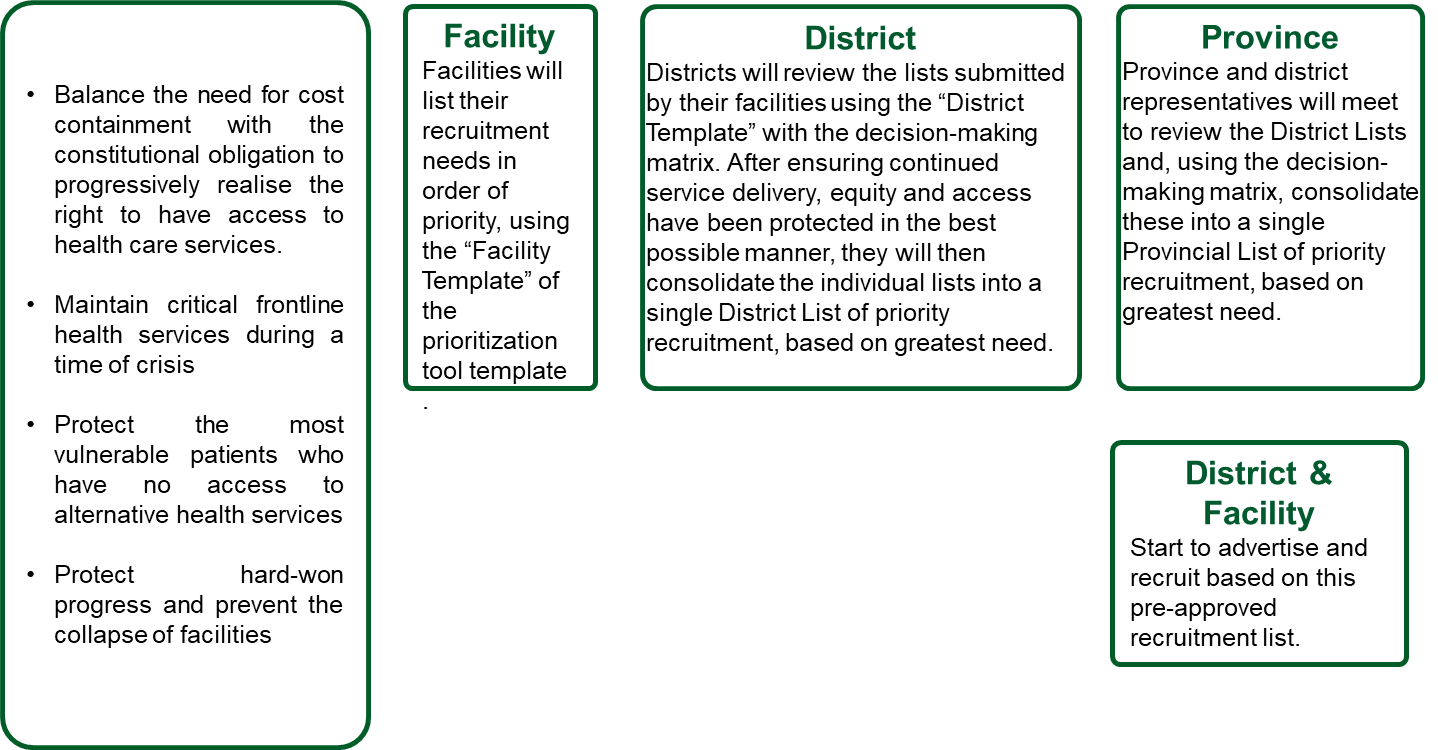 • Balance the need for cost
containment with the
constitutional obligation to
progressively realise the
right to have access to
health care services.
• Maintain critical frontline
health services during a
time of crisis
• Protect the most
vulnerable patients who
have no access to
alternative health services
• Protect hard-won
progress and prevent the
collapse of facilities
Facility
Facilities will
list their
recruitment
needs in
order of
priority, using
the “Facility
Template” of
the
prioritization
tool template
.
District
Districts will review the lists submitted
by their facilities using the “District
Template” with the decision-making
matrix. After ensuring continued
service delivery, equity and access
have been protected in the best
possible manner, they will then
consolidate the individual lists into a
single District List of priority
recruitment, based on greatest need.
Province
Province and district
representatives will meet
to review the District Lists
and, using the decision-
making matrix, consolidate
these into a single
Provincial List of priority
recruitment, based on
greatest need.
District &
Facility
Start to advertise and
recruit based on this
pre-approved
recruitment list.